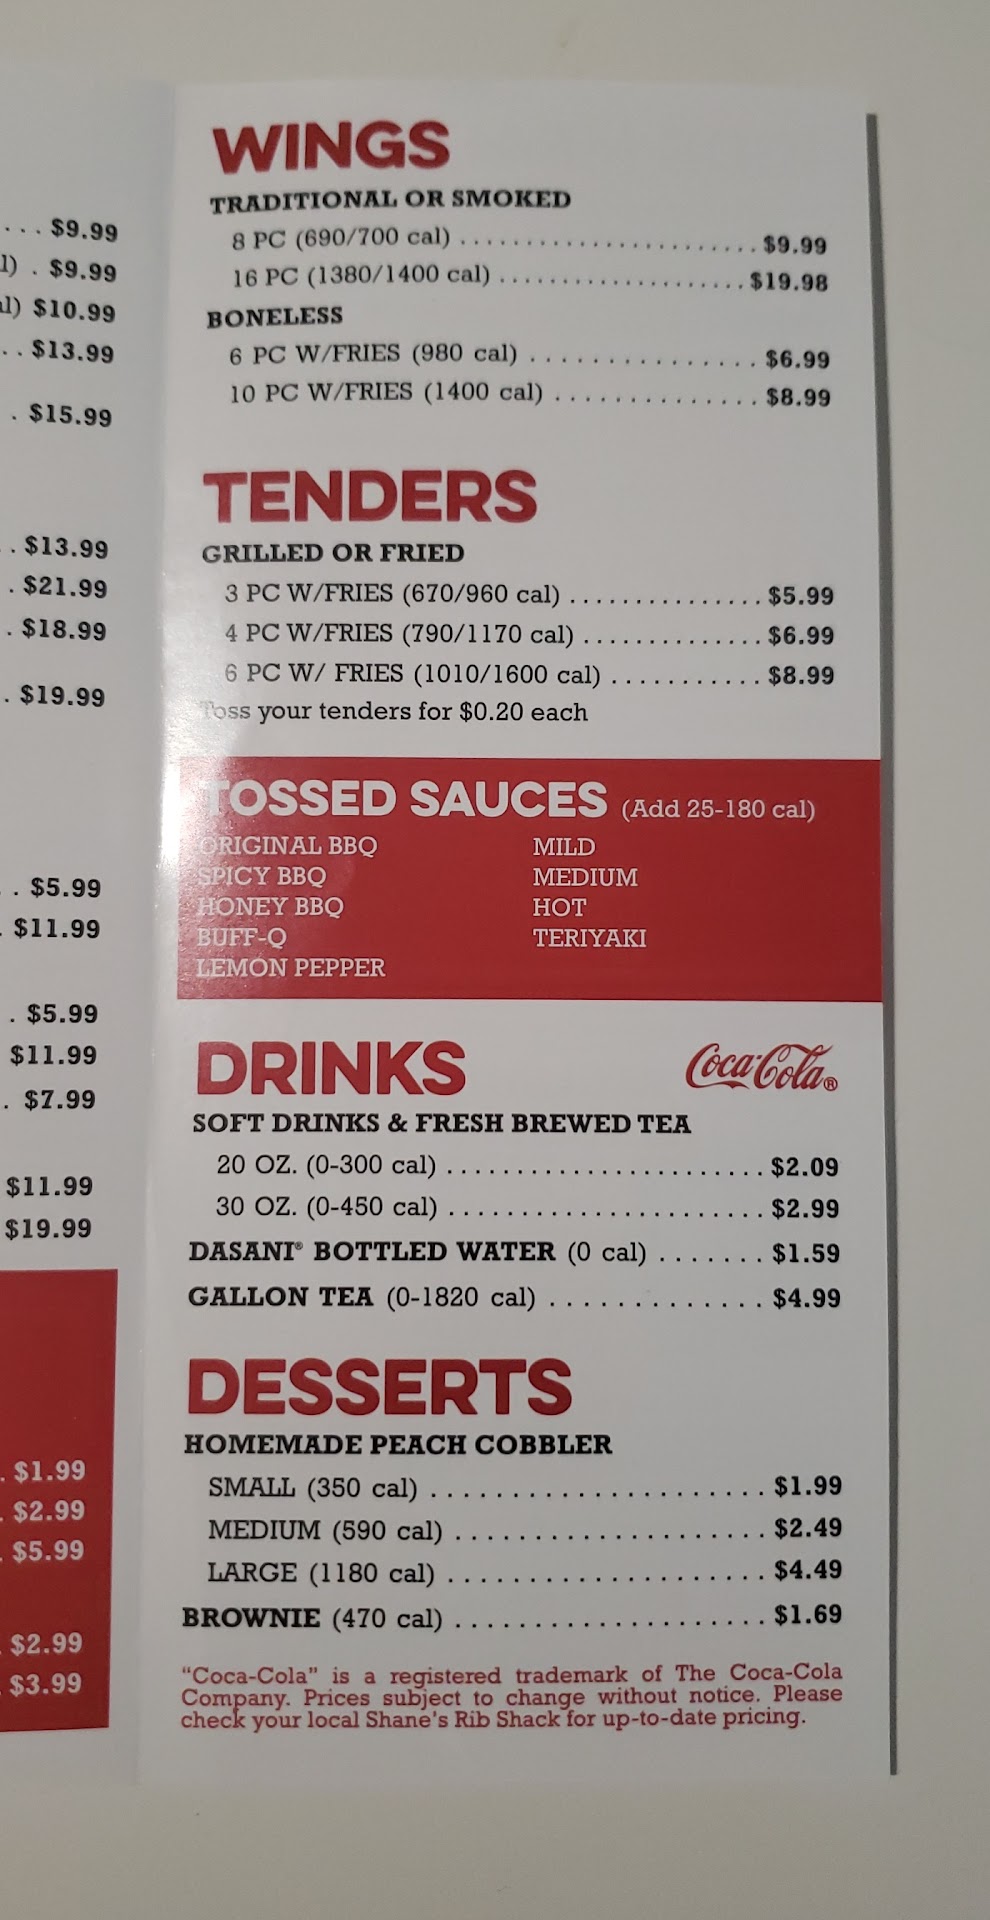 . . . $9.99
l) . $9.99
al) $10.99
. . $13.99
. $15.99
. . $13.99
. $21.99
. $18.99
. $19.99
. . $5.99
. $11.99
. $5.99
$11.99
. $7.99
$11.99
$19.99
. $1.99
. $2.99
. $5.99
. $2.99
. $3.99
WINGS
TRADITIONAL OR SMOKED
8 PC (690/700 cal) . . . . . . . . . . . . . . . . . . . . . . . $9.99
16 PC (1380/1400 cal) . . . . . . . . . . . . . . . . . . . $19.98
BONELESS
6 PC W/FRIES (980 cal) . . . . . . . . . . . . . . . $6.99
10 PC W/FRIES (1400 cal) . . . . . . . . . . . . . $8.99
TENDERS
GRILLED OR FRIED
3 PC W/FRIES (670/960 cal) . . . . . . . . . . . . . . $5.99
4 PC W/FRIES (790/1170 cal) . . . . . . . . . . . . . $6.99
6 PC W/ FRIES (1010/1600 cal) . . . . . . . . . . . $8.99
Toss your tenders for $0.20 each
TOSSED SAUCES (Add 25-180 cal)
ORIGINAL BBQ
SPICY BBQ
HONEY BBQ
BUFF-Q
LEMON PEPPER
MILD
MEDIUM
HOT
TERIYAKI
DRINKS
Coca-Cola®
SOFT DRINKS & FRESH BREWED TEA
20 OZ. (0-300 cal) . . . . . . . . . . . . . . . . . . . . . . . $2.09
30 OZ. (0-450 cal) . . . . . . . . . . . . . . . . . . . . . . $2.99
DASANI® BOTTLED WATER (0 cal) . . . . . . . $1.59
GALLON TEA (0-1820 cal) . . . . . . . . . . . . . $4.99
DESSERTS
HOMEMADE PEACH COBBLER
SMALL (350 cal) . . . . . . . . . . . . . . . . . . . . . $1.99
MEDIUM (590 cal) . . . . . . . . . . . . . . . . . . . $2.49
LARGE (1180 cal) . . . . . . . . . . . . . . . . . . . . $4.49
BROWNIE (470 cal) . . . . . . . . . . . . . . . . . . . $1.69
“Coca-Cola” is a registered trademark of The Coca-Cola
Company. Prices subject to change without notice. Please
check your local Shane's Rib Shack for up-to-date pricing.